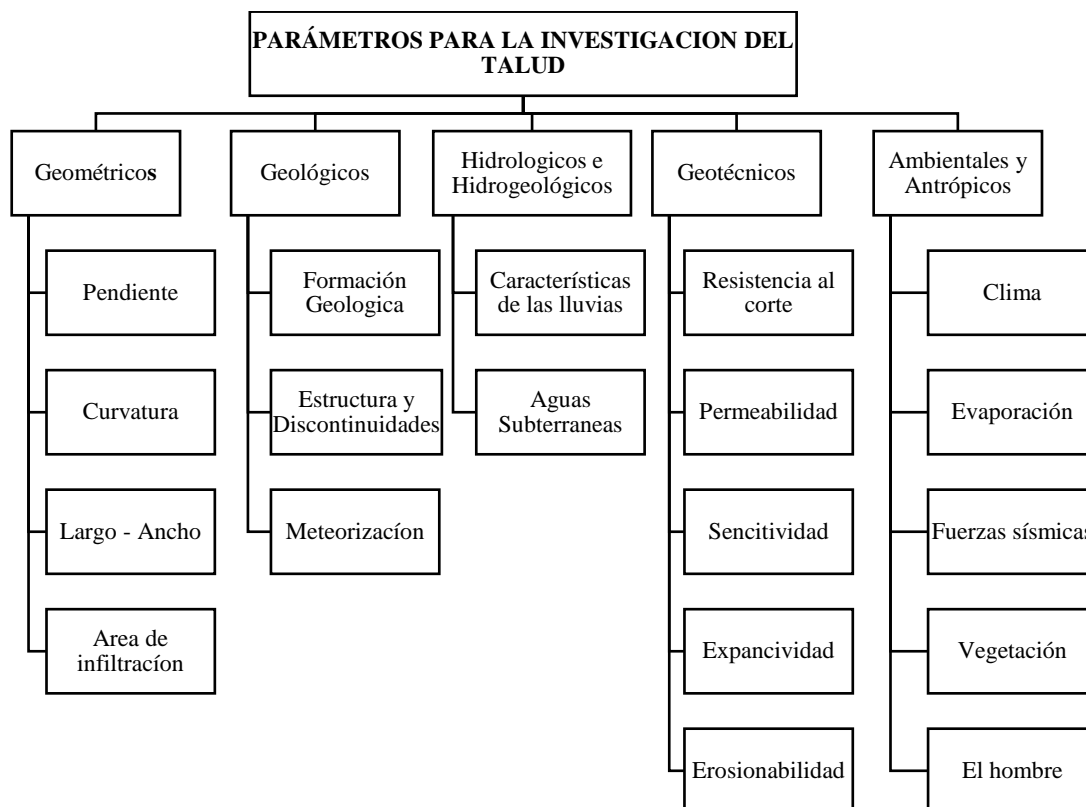 PARÁMETROS PARA LA INVESTIGACION DEL
TALUD
Geométricos
Pendiente
Curvatura
Largo - Ancho
Area de
infiltracíon
Geológicos
Formación
Geologica
Estructura y
Discontinuidades
Meteorizacíon
Hidrologicos e
Hidrogeológicos
Características
de las lluvias
Aguas
Subterraneas
Geotécnicos
Resistencia al
corte
Permeabilidad
Sencitividad
Expancividad
Erosionabilidad
Ambientales y
Antrópicos
Clima
Evaporación
Fuerzas sísmicas
Vegetación
El hombre